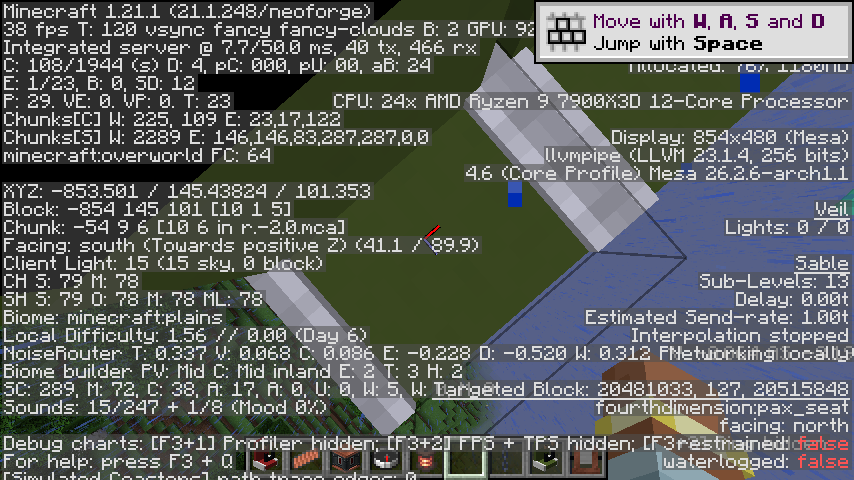 Minecraft 1.21.1 (21.1.248/neoforge)
38 fps T: 120 vsync fancy fancy-clouds B: 2 GPU: 92
Integrated server @ 7.7/50.0 ms, 40 tx, 466 rx
C: 108/1944 (s) D: 4, pC: 000, pU: 00, aB: 24
E: 1/23, B: 0, SD: 12
P: 29, VE: 0, VP: 0, T: 23
Chunks[C] W: 225, 109 E: 23,17,122
Chunks[S] W: 2289 E: 146,146,83,287,287,0,0
minecraft:overworld FC: 64
XYZ: -853.501 / 145.43824 / 101.353
Block: -854 145 101 [10 1 5]
Chunk: -54 9 6 [10 6 in r.-2.0.mca]
Facing: south (Towards positive Z) (41.1 / 89.9)
Client Light: 15 (15 sky, 0 block)
CH S: 79 M: 78
SH S: 79 O: 78 M: 78 ML: 78
Biome: minecraft:plains
Local Difficulty: 1.56 // 0.00 (Day 6)
NoiseRouter T: 0.337 V: 0.068 C: 0.086 E: -0.228 D: -0.520 W: 0.312
Biome builder PV: Mid C: Mid inland E: 2 T: 3 H: 2
SC: 289, M: 72, C: 38, A: 17, A: 0, U: 0, W: 5, W:
Sounds: 15/247 + 1/8 (Mood 0%)
Debug charts: [F3+1] Profiler hidden; [F3+2] FPS + TPS hidden; [F3
For help: press F3 + Q
Move with W, A, S and D
Jump with Space
Allocated: 1180MB
CPU: 24x AMD Ryzen 9 7900X3D 12-Core Processor
Display: 854x480 (Mesa)
llvmpipe (LLVM 23.1.4, 256 bits)
4.6 (Core Profile) Mesa 26.2.6-arch1.1
Veil
Lights: 0 / 0
Sable
Sub-Levels: 13
Delay: 0.00t
Estimated Send-rate: 1.00t
Interpolation stopped
Networking locally
Targeted Block: 20481033, 127, 20515848
fourthdimension:pax_seat
facing: north
restrained: false
waterlogged: false